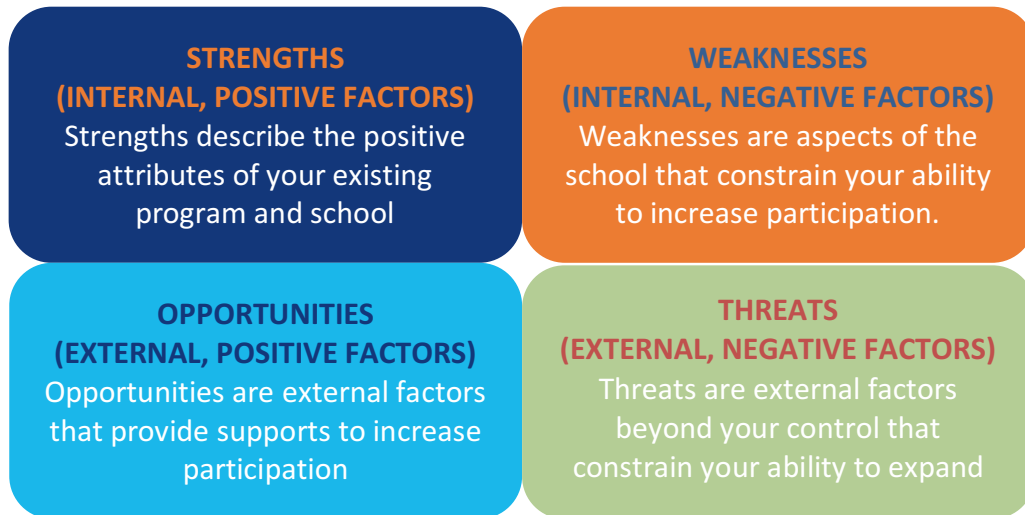 STRENGTHS
(INTERNAL, POSITIVE FACTORS)
Strengths describe the positive
attributes of your existing
program and school
WEAKNESSES
(INTERNAL, NEGATIVE FACTORS)
Weaknesses are aspects of the
school that constrain your ability
to increase participation.
OPPORTUNITIES
(EXTERNAL, POSITIVE FACTORS)
Opportunities are external factors
that provide supports to increase
participation
THREATS
(EXTERNAL, NEGATIVE FACTORS)
Threats are external factors
beyond your control that
constrain your ability to expand